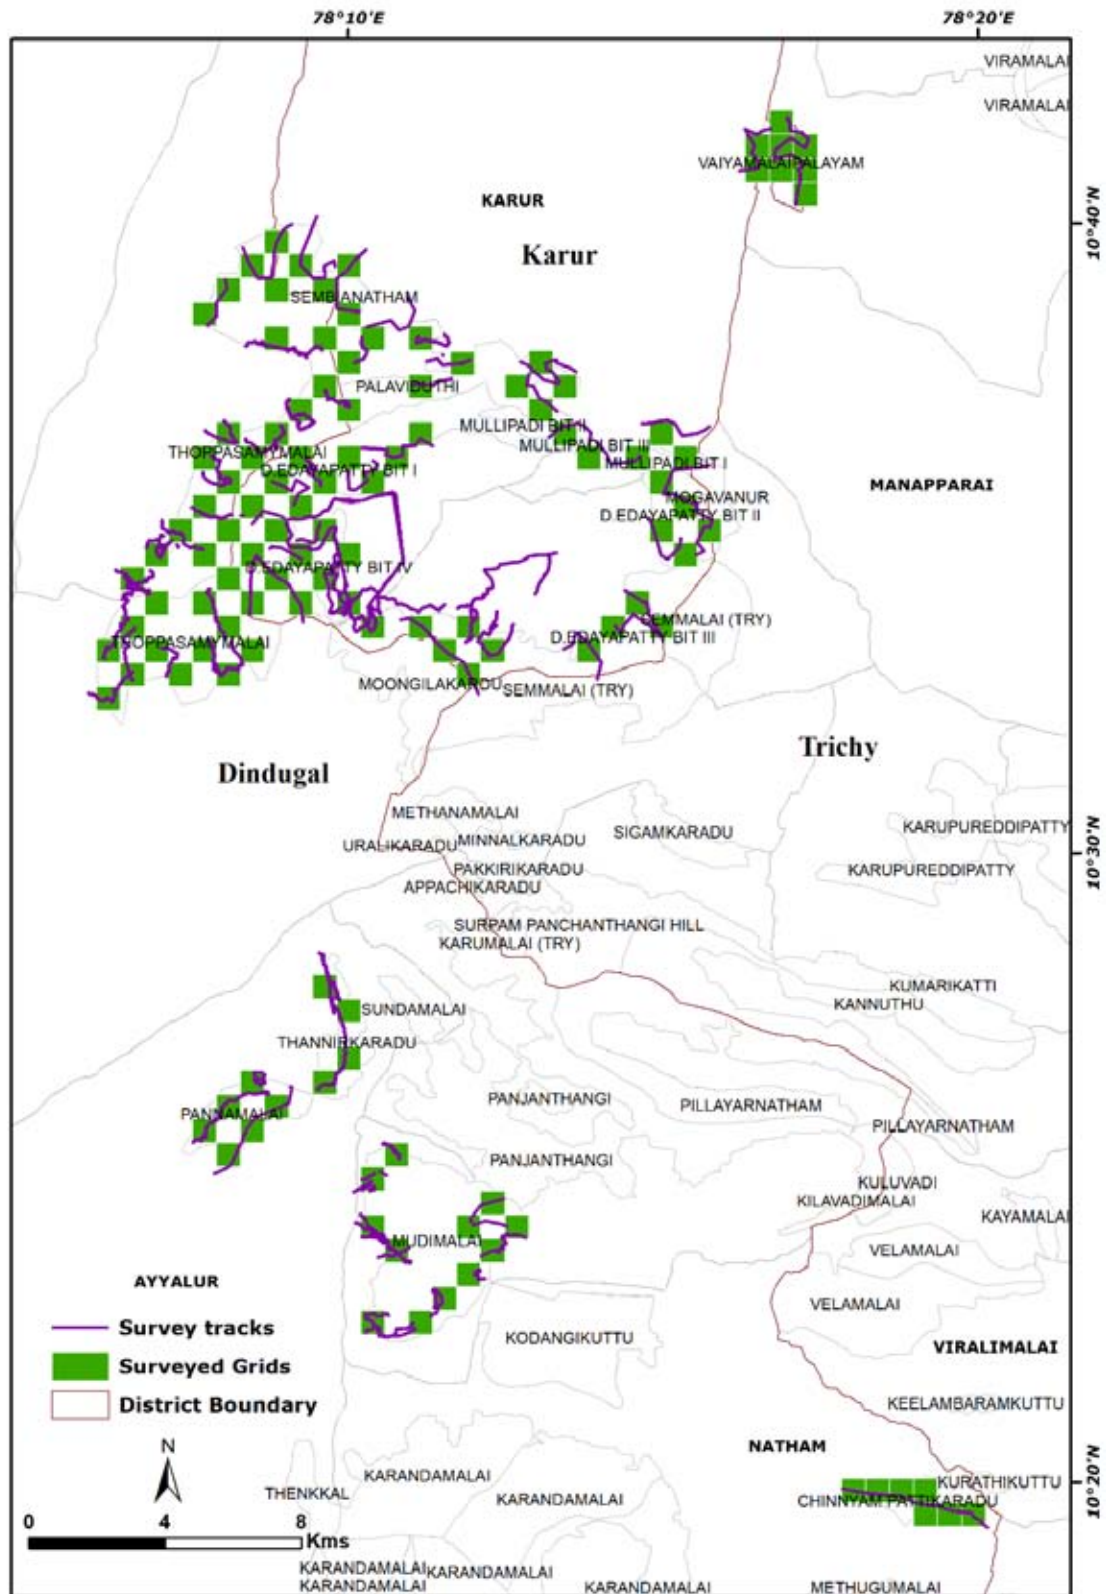 78°10'E
78°20'E
VIRAMALAI
VIRAMALAI
VAIYAMALAIPALAYAM
KARUR
10°40'N
Karur
SEMBIANATHAM
PALAVIDUTHI
MULLIPADI BIT II
MULLIPADI BIT III
THOPPASAMYMALAI
MULLIPADI BIT I
D.EDAYAPATTY BIT I
MANAPPARAI
MOGAVANUR
D.EDAYAPATTY BIT II
D.EDAYAPATTY BIT IV
SEMMALAI (TRY)
D.EDAYAPATTY BIT III
THOPPASAMYMALAI
MOONGILAKARDU
SEMMALAI (TRY)
Trichy
Dindugal
METHANAMALAI
SIGAMKARADU
KARUPUREDDIPATTY
MINNALKARADU
URALIKARADU
10°30'N
PAKKIRIKARADU
KARUPUREDDIPATTY
APPACHIKARADU
SURPAM PANCHANTHANGI HILL
KARUMALAI (TRY)
KUMARIKATTI
KANNUTHU
SUNDAMALAI
THANNIRKARADU
PANJANTHANGI
PILLAYARNATHAM
PANNAMALAI
PILLAYARNATHAM
PANJANTHANGI
KULUVADI
KILAVADIMALAI
KAYAMALAI
MUDIMALAI
VELAMALAI
AYYALUR
VELAMALAI
Survey tracks
KODANGIKUTTU
VIRALIMALAI
Surveyed Grids
District Boundary
KEELAMBARAMKUTTU
N
NATHAM
KARANDAMALAI
KURATHIKUTTU
10°20'N
THENKKAL
KARANDAMALAI
CHINNYAM PATTIKARADU
0 4 8
Kms
KARANDAMALAI
KARANDAMALAI
KARANDAMALAI
KARANDAMALAI
METHUGUMALAI